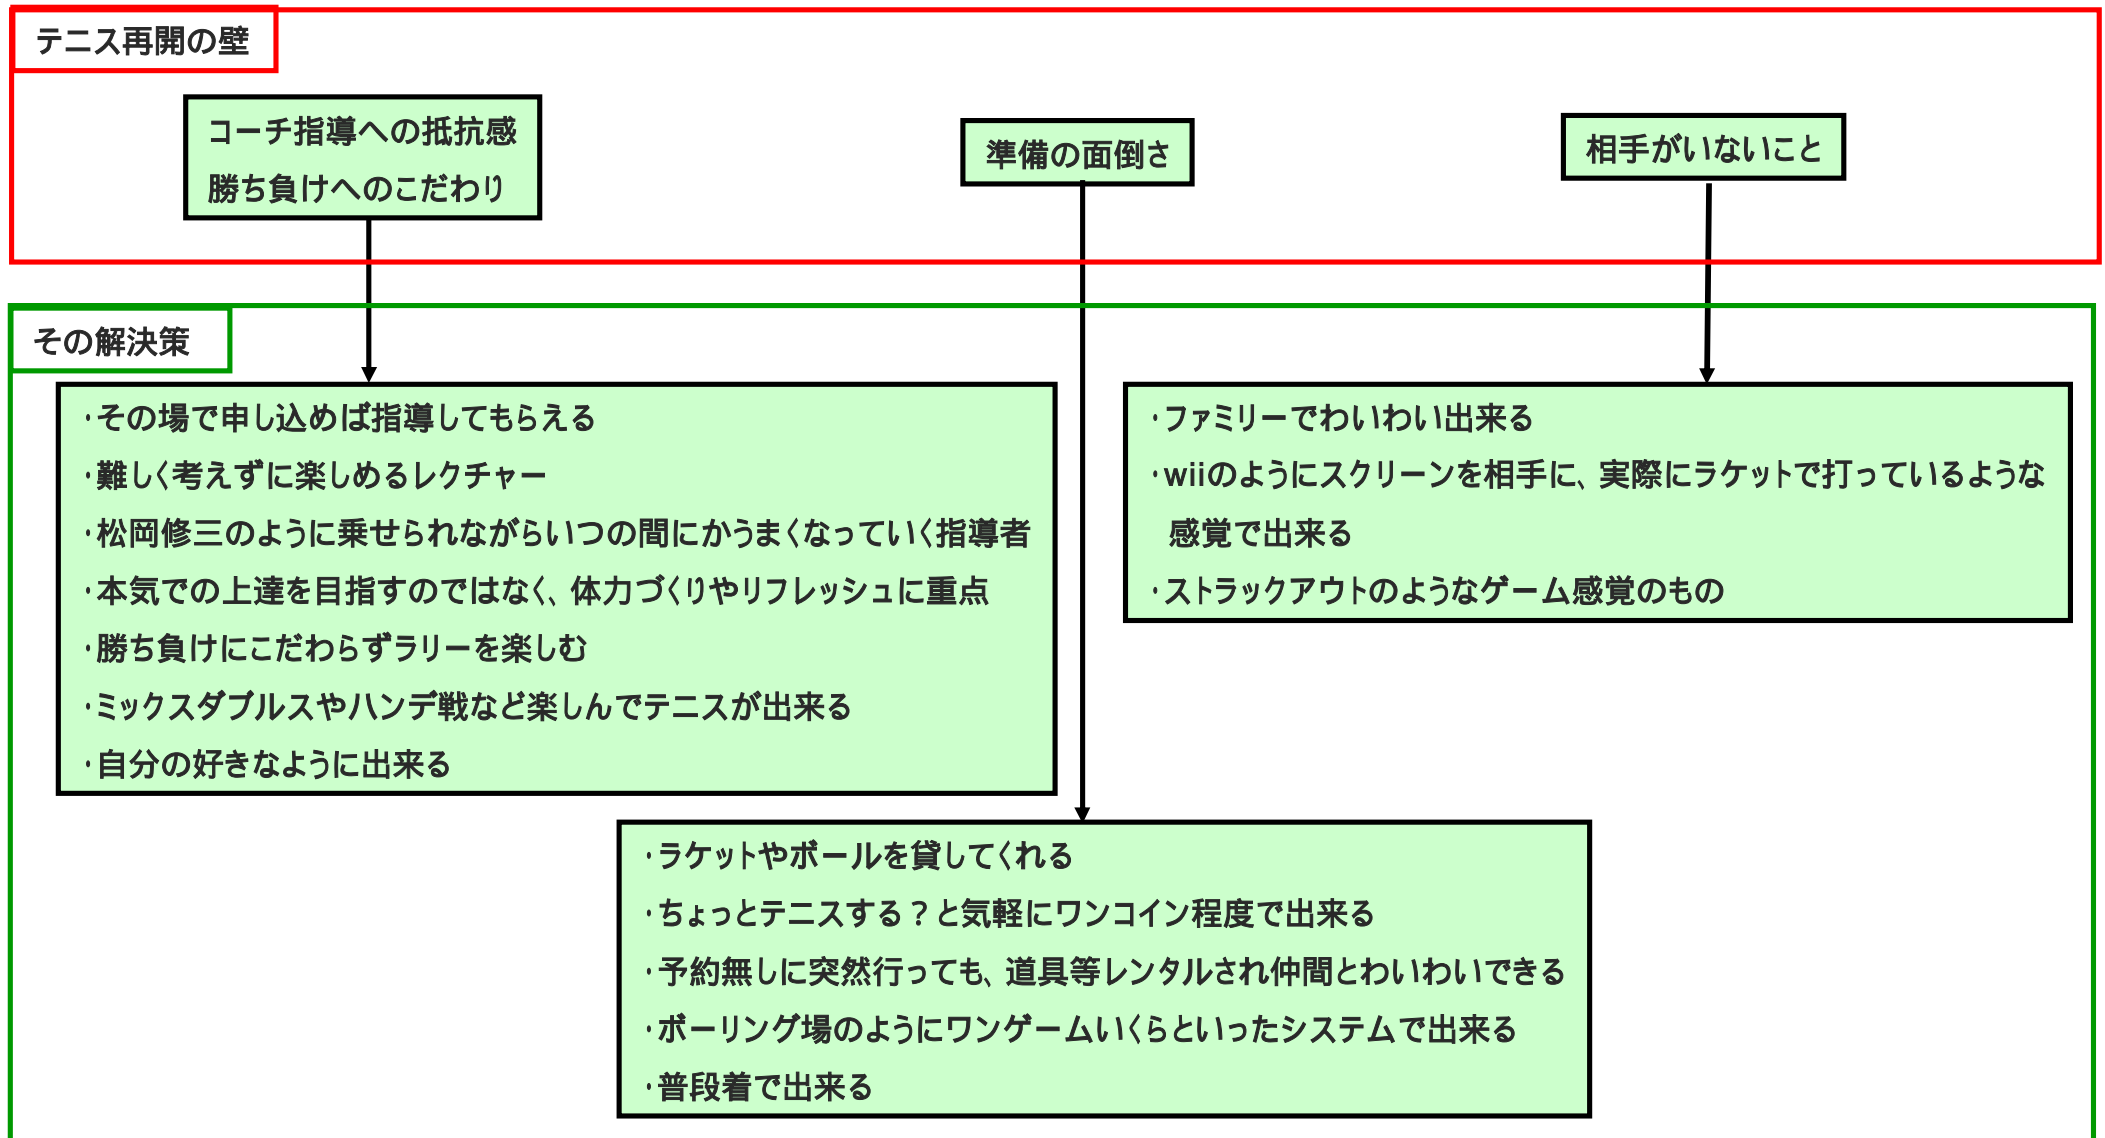 テニス再開の壁
コーチ指導への抵抗感
勝ち負けへのこだわり
準備の面倒さ
相手がいないこと
その解決策
・その場で申し込めば指導してもらえる
・難しく考えずに楽しめるレクチャー
・松岡修三のように乗せられながらいつの間にかうまくなっていく指導者
・本気での上達を目指すのではなく、体力づくりやリフレッシュに重点
・勝ち負けにこだわらずラリーを楽しむ
・ミックスダブルスやハンデ戦など楽しんでテニスが出来る
・自分の好きなように出来る
・ファミリーでわいわい出来る
・wiiのようにスクリーンを相手に、実際にラケットで打っているような
感覚で出来る
・ストラックアウトのようなゲーム感覚のもの
・ラケットやボールを貸してくれる
・ちょっとテニスする？と気軽にワンコイン程度で出来る
・予約無しに突然行っても、道具等レンタルされ仲間とわいわいできる
・ボーリング場のようにワンゲームいくらといったシステムで出来る
・普段着で出来る